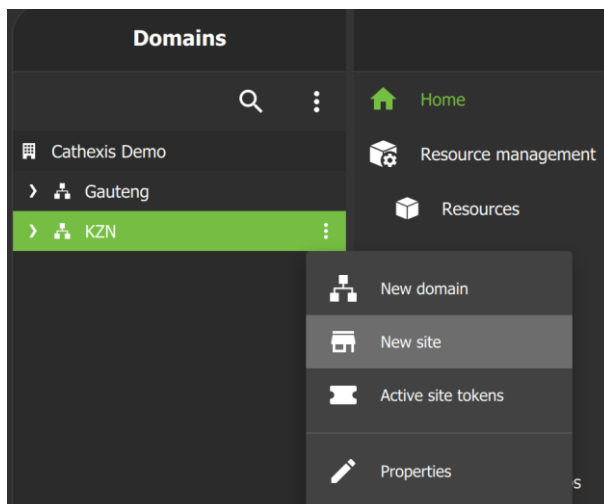 Domains
Home
Cathexis Demo
Resource management
Gauteng
Resources
KZN
New domain
New site
Active site tokens
Properties
s